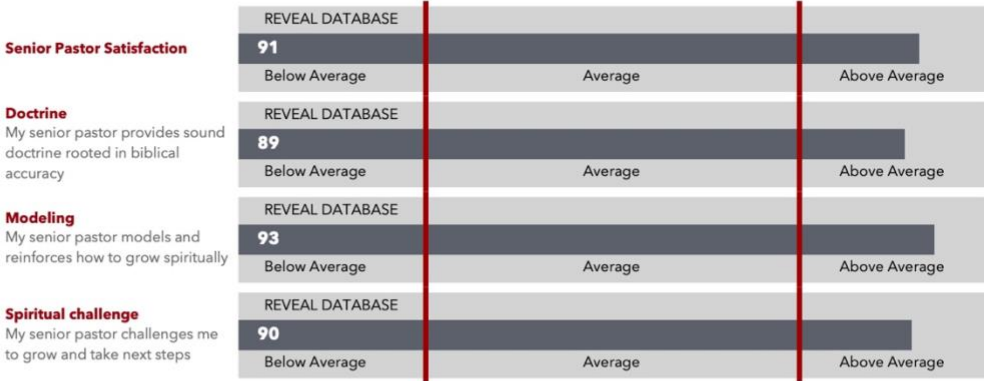 REVEAL DATABASE
Senior Pastor Satisfaction
91
Below Average
Average
Above Average
Doctrine
My senior pastor provides sound
doctrine rooted in biblical
accuracy
REVEAL DATABASE
89
Below Average
Average
Above Average
Modeling
My senior pastor models and
reinforces how to grow spiritually
REVEAL DATABASE
93
Below Average
Average
Above Average
Spiritual challenge
My senior pastor challenges me
to grow and take next steps
REVEAL DATABASE
90
Below Average
Average
Above Average